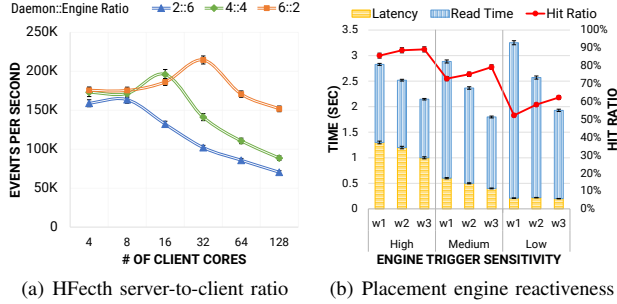 Daemon::Engine Ratio 2::6 4::4 6::2
250K
200K
150K
100K
50K
00K
EVENTS PER SECOND
4 8 16 32 64 128
# OF CLIENT CORES
(a) HFecth server-to-client ratio
Latency Read Time Hit Ratio
3.5
3
2.5
2
1.5
1
0.5
0
TIME (SEC)
100%
90%
80%
70%
60%
50%
40%
30%
20%
10%
0%
HIT RATIO
w1 w2 w3 w1 w2 w3 w1 w2 w3
High Medium Low
ENGINE TRIGGER SENSITIVITY
(b) Placement engine reactiveness